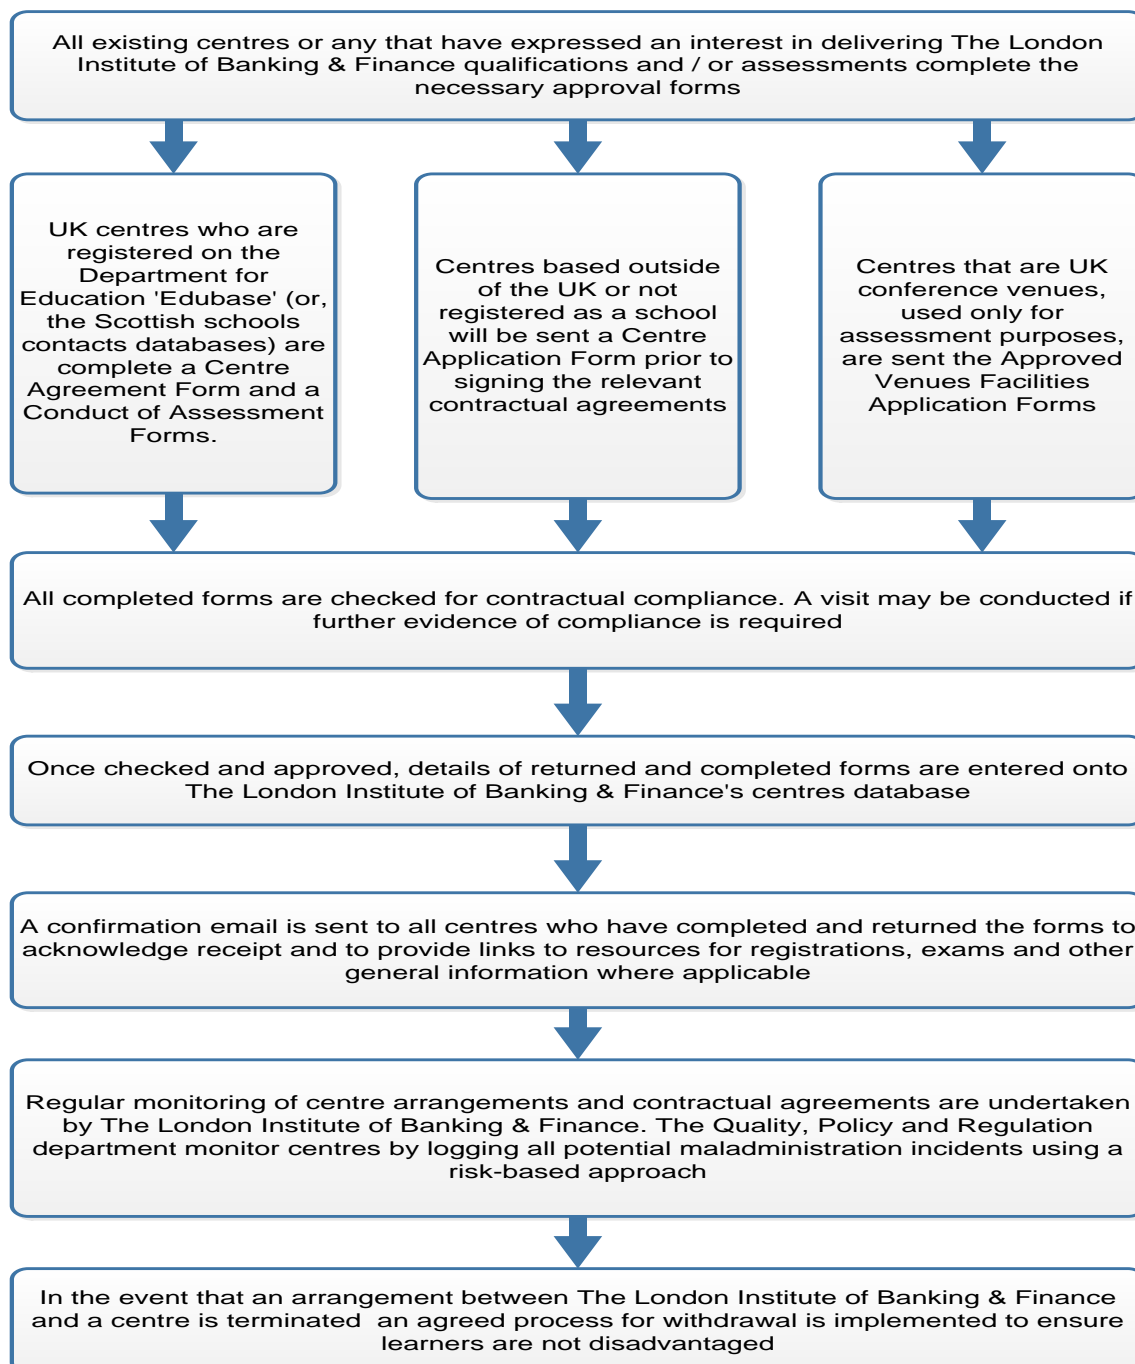 All existing centres or any that have expressed an interest in delivering The London
Institute of Banking & Finance qualifications and / or assessments complete the
necessary approval forms
UK centres who are
registered on the
Department for
Education 'Edubase' (or,
the Scottish schools
contacts databases) are
complete a Centre
Agreement Form and a
Conduct of Assessment
Forms.
Centres based outside
of the UK or not
registered as a school
will be sent a Centre
Application Form prior to
signing the relevant
contractual agreements
Centres that are UK
conference venues,
used only for
assessment purposes,
are sent the Approved
Venues Facilities
Application Forms
All completed forms are checked for contractual compliance. A visit may be conducted if
further evidence of compliance is required
Once checked and approved, details of returned and completed forms are entered onto
The London Institute of Banking & Finance's centres database
A confirmation email is sent to all centres who have completed and returned the forms to
acknowledge receipt and to provide links to resources for registrations, exams and other
general information where applicable
Regular monitoring of centre arrangements and contractual agreements are undertaken
by The London Institute of Banking & Finance. The Quality, Policy and Regulation
department monitor centres by logging all potential maladministration incidents using a
risk-based approach
In the event that an arrangement between The London Institute of Banking & Finance
and a centre is terminated  an agreed process for withdrawal is implemented to ensure
learners are not disadvantaged